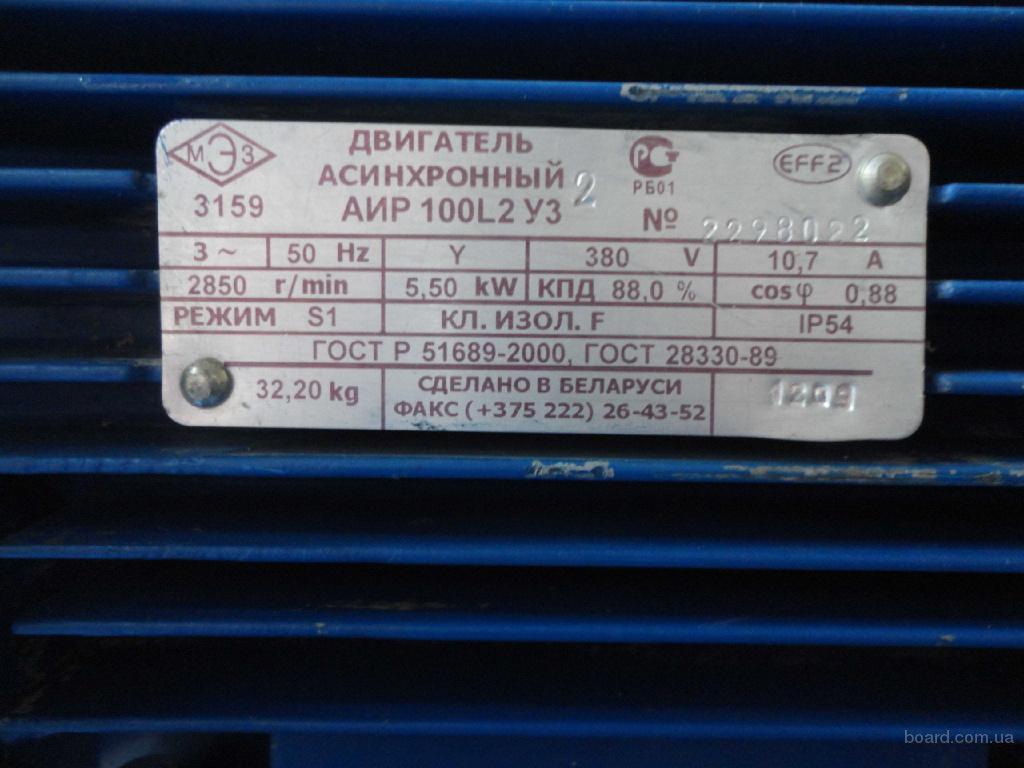 МЭЗ
3159
ДВИГАТЕЛЬ
АСИНХРОННЫЙ
АИР 100L2 У3 2
РСТ
РБ01
EFF2
№ 2298022
3 ~ 50 Hz Y 380 V 10,7 A
2850 r/min 5,50 kW КПД 88,0 % cosφ 0,88
РЕЖИМ S1 КЛ. ИЗОЛ. F IP54
ГОСТ Р 51689-2000, ГОСТ 28330-89
32,20 kg
СДЕЛАНО В БЕЛАРУСИ
ФАКС (+375 222) 26-43-52
1209
board.com.ua